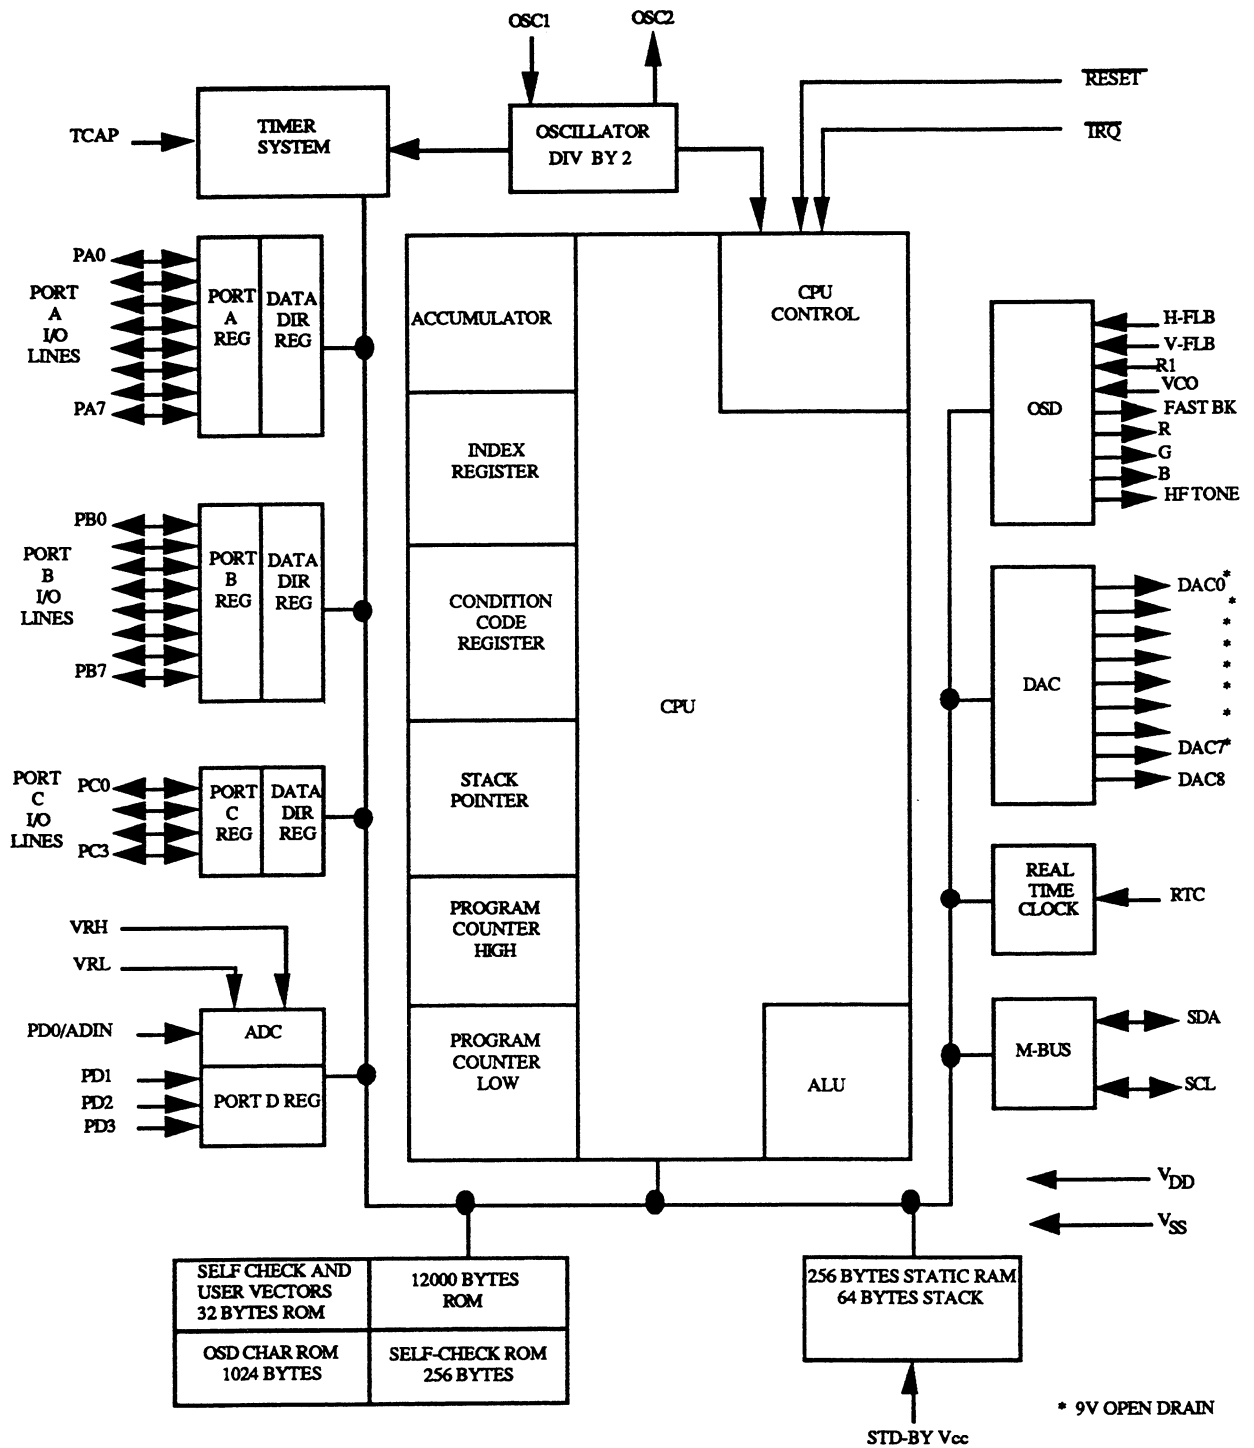 OSC1
OSC2
RESET
IRQ
TCAP
TIMER
SYSTEM
OSCILLATOR
DIV BY 2
PA0
PORT
A
I/O
LINES
PA7
PORT
A
REG
DATA
DIR
REG
ACCUMULATOR
CPU
CONTROL
INDEX
REGISTER
CONDITION
CODE
REGISTER
STACK
POINTER
PROGRAM
COUNTER
HIGH
PROGRAM
COUNTER
LOW
CPU
ALU
PB0
PORT
B
I/O
LINES
PB7
PORT
B
REG
DATA
DIR
REG
PORT
C
I/O
LINES
PC0
PC3
PORT
C
REG
DATA
DIR
REG
VRH
VRL
PD0/ADIN
PD1
PD2
PD3
ADC
PORT D REG
OSD
H-FLB
V-FLB
R1
VCO
FAST BK
R
G
B
HF TONE
DAC
DAC0*
*
*
*
*
*
*
DAC7*
DAC8
REAL
TIME
CLOCK
RTC
M-BUS
SDA
SCL
VDD
VSS
SELF CHECK AND
USER VECTORS
32 BYTES ROM
12000 BYTES
ROM
OSD CHAR ROM
1024 BYTES
SELF-CHECK ROM
256 BYTES
256 BYTES STATIC RAM
64 BYTES STACK
STD-BY Vcc
* 9V OPEN DRAIN